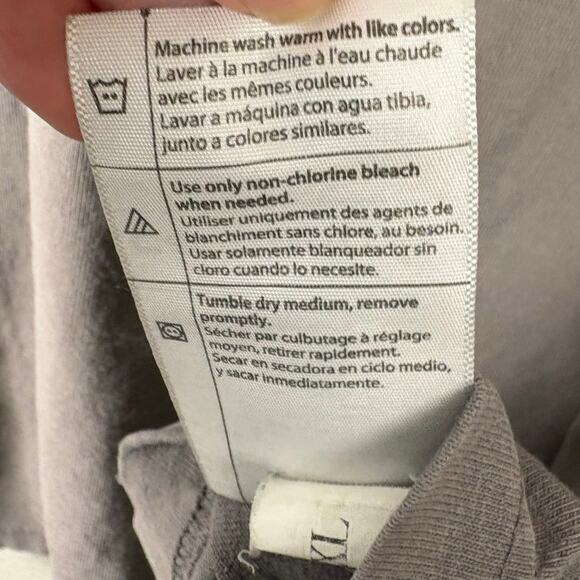 Machine wash warm with like colors.
Laver à la machine à l'eau chaude
avec les mêmes couleurs.
Lavar a máquina con agua tibia,
junto a colores similares.
Use only non-chlorine bleach
when needed.
Utiliser uniquement des agents de
blanchiment sans chlore, au besoin.
Usar solamente blanqueador sin
cloro cuando lo necesite.
Tumble dry medium, remove
promptly.
Sécher par culbutage à réglage
moyen, retirer rapidement.
Secar en secadora en ciclo medio,
y sacar inmediatamente.
XL